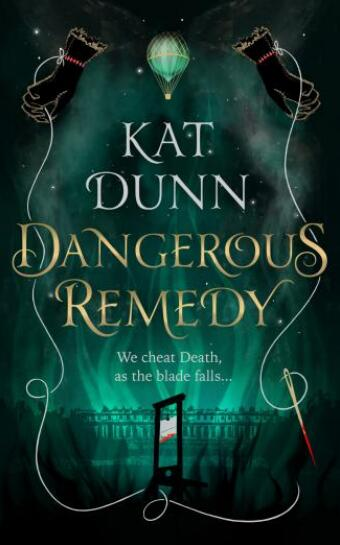 KAT
DUNN
DANGEROUS
REMEDY
We cheat Death,
as the blade falls...